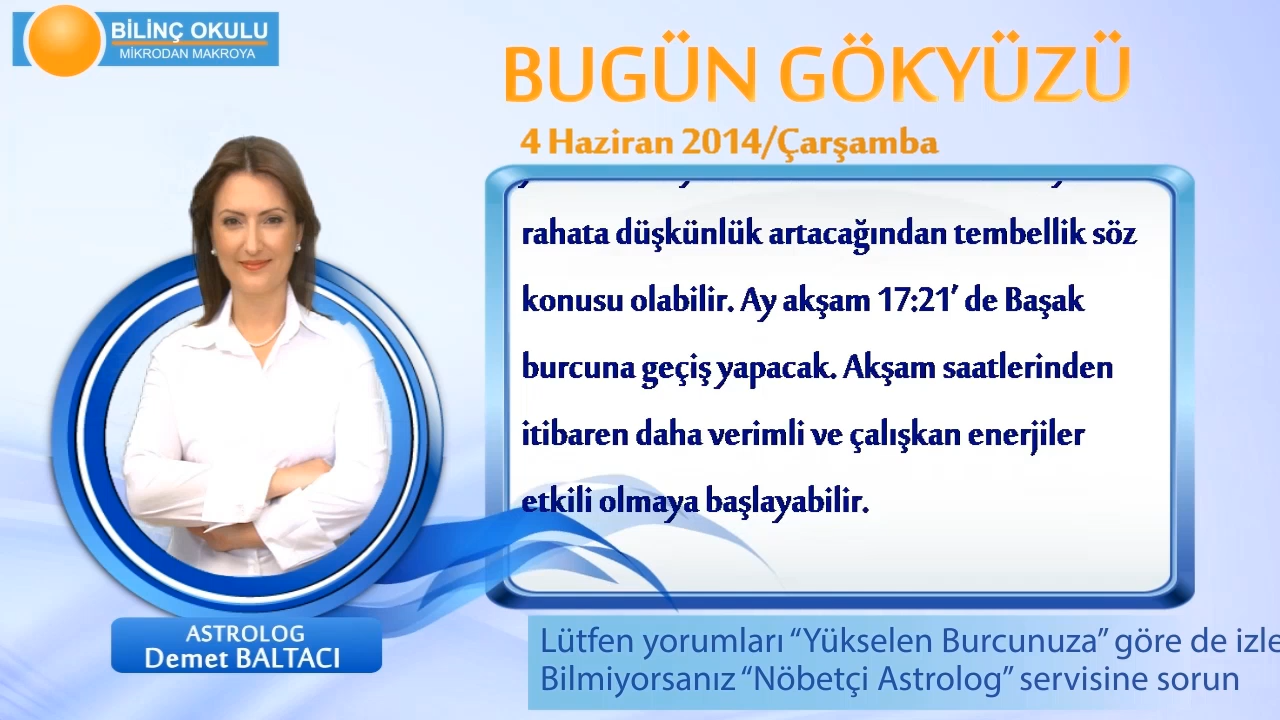 BİLİNÇ OKULU
MİKRODAN MAKROYA
BUGÜN GÖKYÜZÜ
4 Haziran 2014/Çarşamba
rahata düşkünlük artacağından tembellik söz
konusu olabilir. Ay akşam 17:21' de Başak
burcuna geçiş yapacak. Akşam saatlerinden
itibaren daha verimli ve çalışkan enerjiler
etkili olmaya başlayabilir.
ASTROLOG
Demet BALTACI
Lütfen yorumları “Yükselen Burcunuza” göre de izle
Bilmiyorsanız “Nöbetçi Astrolog” servisine sorun